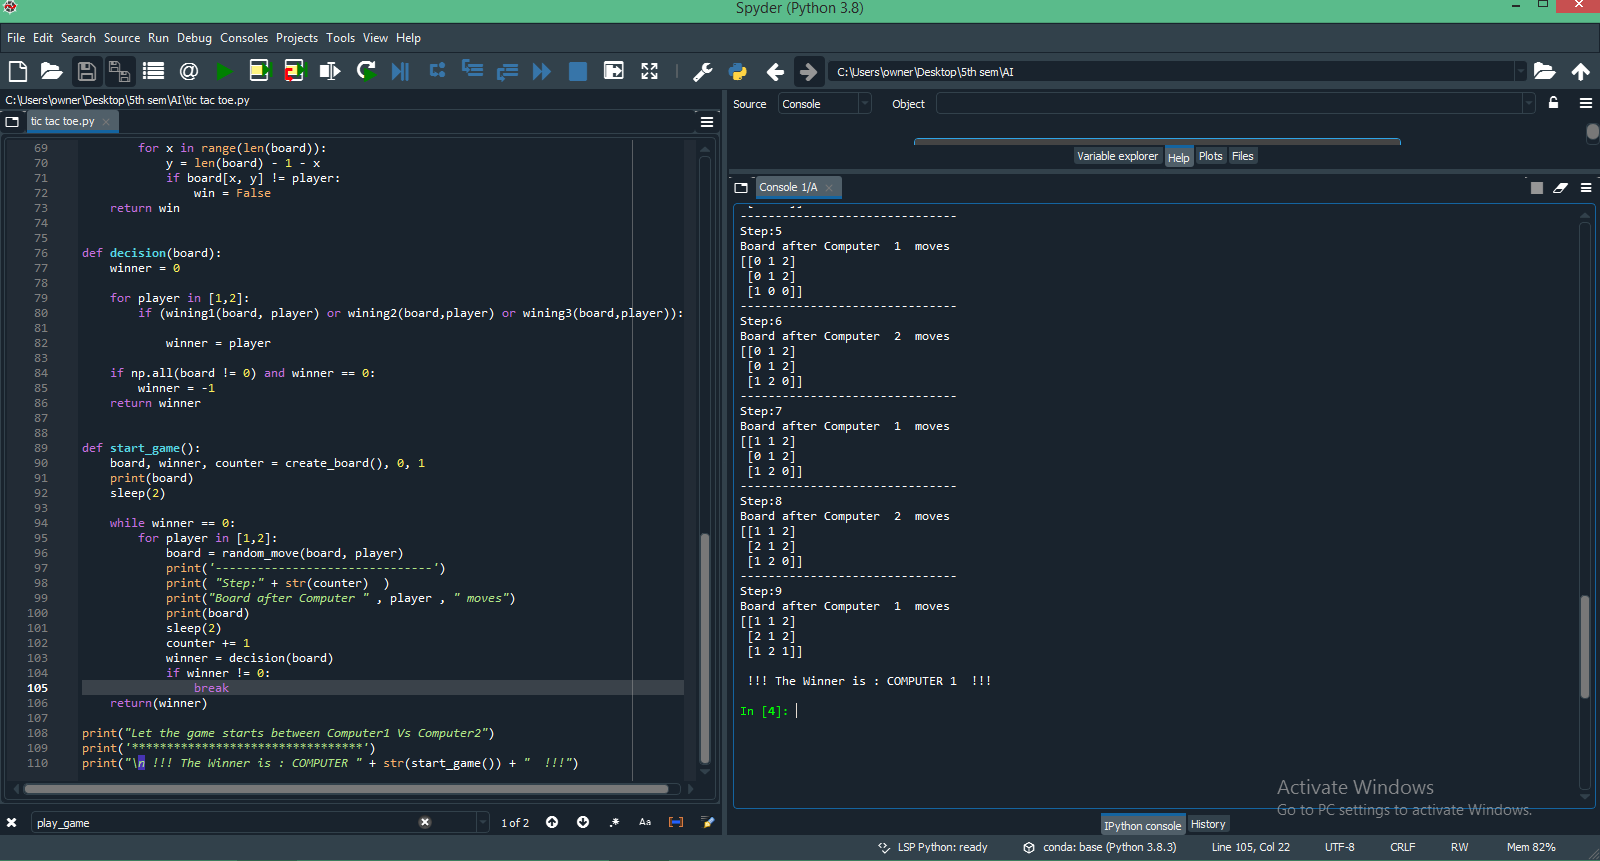 Spyder (Python 3.8)
File Edit Search Source Run Debug Consoles Projects Tools View Help
C:\Users\owner\Desktop\5th sem\AI
C:\Users\owner\Desktop\5th sem\AI\tic tac toe.py
tic tac toe.py
69 for x in range(len(board)):
70 y = len(board) - 1 - x
71 if board[x, y] != player:
72 win = False
73 return win
74
75
76 def decision(board):
77 winner = 0
78
79 for player in [1,2]:
80 if (wining1(board, player) or wining2(board,player) or wining3(board,player)):
81
82 winner = player
83
84 if np.all(board != 0) and winner == 0:
85 winner = -1
86 return winner
87
88
89 def start_game():
90 board, winner, counter = create_board(), 0, 1
91 print(board)
92 sleep(2)
93
94 while winner == 0:
95 for player in [1,2]:
96 board = random_move(board, player)
97 print('-------------------------------')
98 print( "Step:" + str(counter)  )
99 print("Board after Computer " , player , " moves")
100 print(board)
101 sleep(2)
102 counter += 1
103 winner = decision(board)
104 if winner != 0:
105 break
106 return(winner)
107
108 print("Let the game starts between Computer1 Vs Computer2")
109 print('*********************************')
110 print("\n !!! The Winner is : COMPUTER " + str(start_game()) + "  !!!")
play_game
1 of 2
.* Aa
Source Console Object
Variable explorer Help Plots Files
Console 1/A
-------------------------------
Step:5
Board after Computer  1  moves
[[0 1 2]
[0 1 2]
[1 0 0]]
-------------------------------
Step:6
Board after Computer  2  moves
[[0 1 2]
[0 1 2]
[1 2 0]]
-------------------------------
Step:7
Board after Computer  1  moves
[[1 1 2]
[0 1 2]
[1 2 0]]
-------------------------------
Step:8
Board after Computer  2  moves
[[1 1 2]
[2 1 2]
[1 2 0]]
-------------------------------
Step:9
Board after Computer  1  moves
[[1 1 2]
[2 1 2]
[1 2 1]]
!!! The Winner is : COMPUTER 1  !!!
In [4]:
Activate Windows
Go to PC settings to activate Windows.
IPython console History
LSP Python: ready conda: base (Python 3.8.3) Line 105, Col 22 UTF-8 CRLF RW Mem 82%